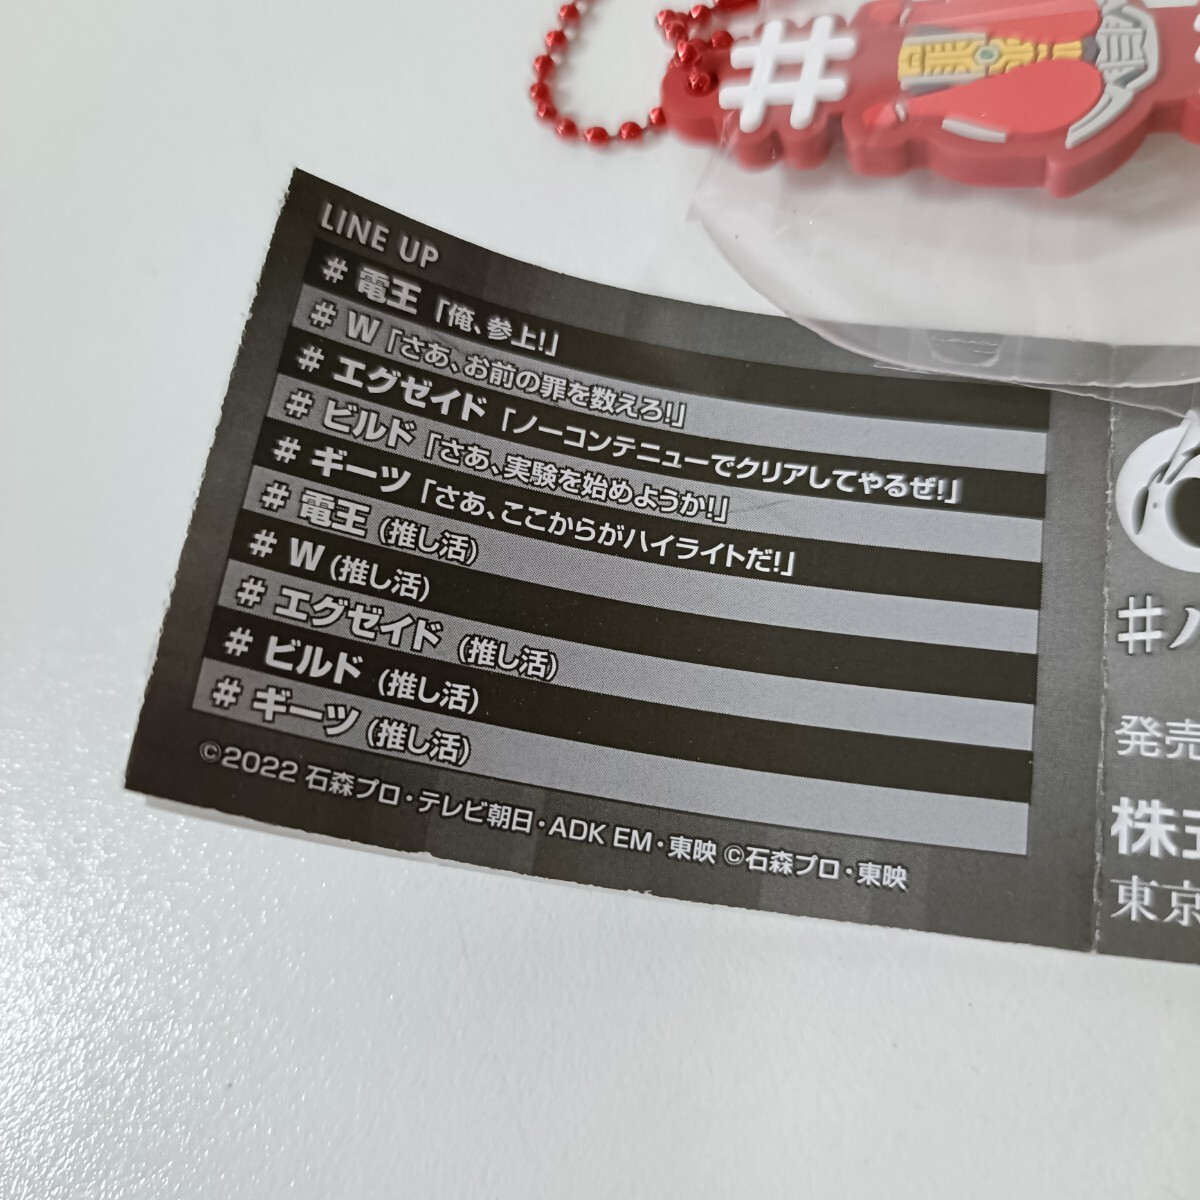 #
LINE UP
# 電王「俺、参上!」
# W「さあ、お前の罪を数えろ!」
# エグゼイド「ノーコンテニューでクリアしてやるぜ!」
# ビルド「さあ、実験を始めようか!」
# ギーツ「さあ、ここからがハイライトだ!」
# 電王 (推し活)
# W (推し活)
# エグゼイド (推し活)
# ビルド (推し活)
# ギーツ (推し活)
©2022 石森プロ・テレビ朝日・ADK EM・東映 ©石森プロ・東映
#ハ
発売
株式
東京